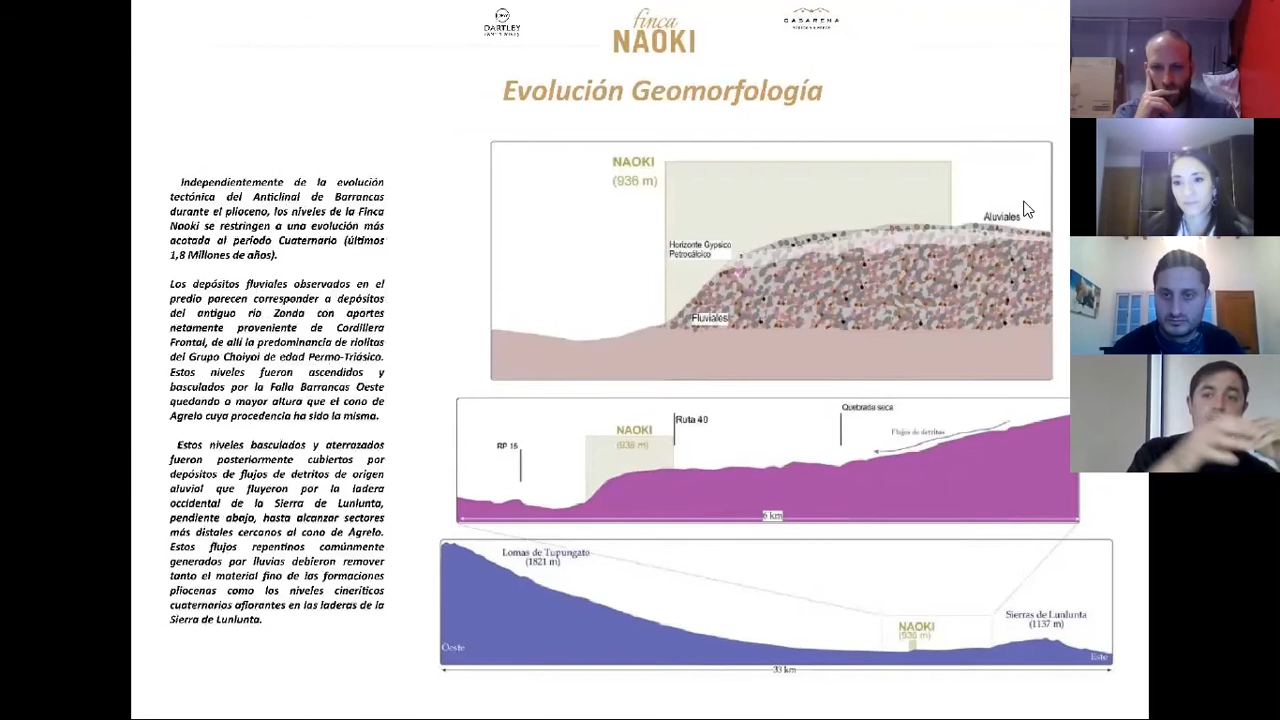 DARTLEY
finca
NAOKI
CASARENA
Evolución Geomorfología
Independientemente de la evolución
tectónica del Anticlinal de Barrancas
durante el plioceno, los niveles de la Finca
Naoki se restringen a una evolución más
acotada al período Cuaternario (últimos
1,8 Millones de años).
Los depósitos fluviales observados en el
predio parecen corresponder a depósitos
del antiguo río Zonda con aportes
netamente proveniente de Cordillera
Frontal, de allí la predominancia de riolitas
del Grupo Choiyoi de edad Permo-Triásico.
Estos niveles fueron ascendidos y
basculados por la Falla Barrancas Oeste
quedando a mayor altura que el cono de
Agrelo cuya procedencia ha sido la misma.
Estos niveles basculados y aterrazados
fueron posteriormente cubiertos por
depósitos de flujos de detritos de origen
aluvial que fluyeron por la ladera
occidental de la Sierra de Lunlunta,
pendiente abajo, hasta alcanzar sectores
más distales cercanos al cono de Agrelo.
Estos flujos repentinos comúnmente
generados por lluvias debieron remover
tanto el material fino de las formaciones
pliocenas como los niveles cineríticos
cuaternarios aflorantes en las laderas de la
Sierra de Lunlunta.
NAOKI
(936 m)
Aluviales
Horizonte Gypsico
Petrocálcico
Fluviales
RP 15
NAOKI
(936 m)
Ruta 40
Quebrada seca
Flujos de detritos
6 km
Lomas de Tupungato
(1821 m)
NAOKI
(936 m)
Sierras de Lunlunta
(1137 m)
Oeste
Este
33 km